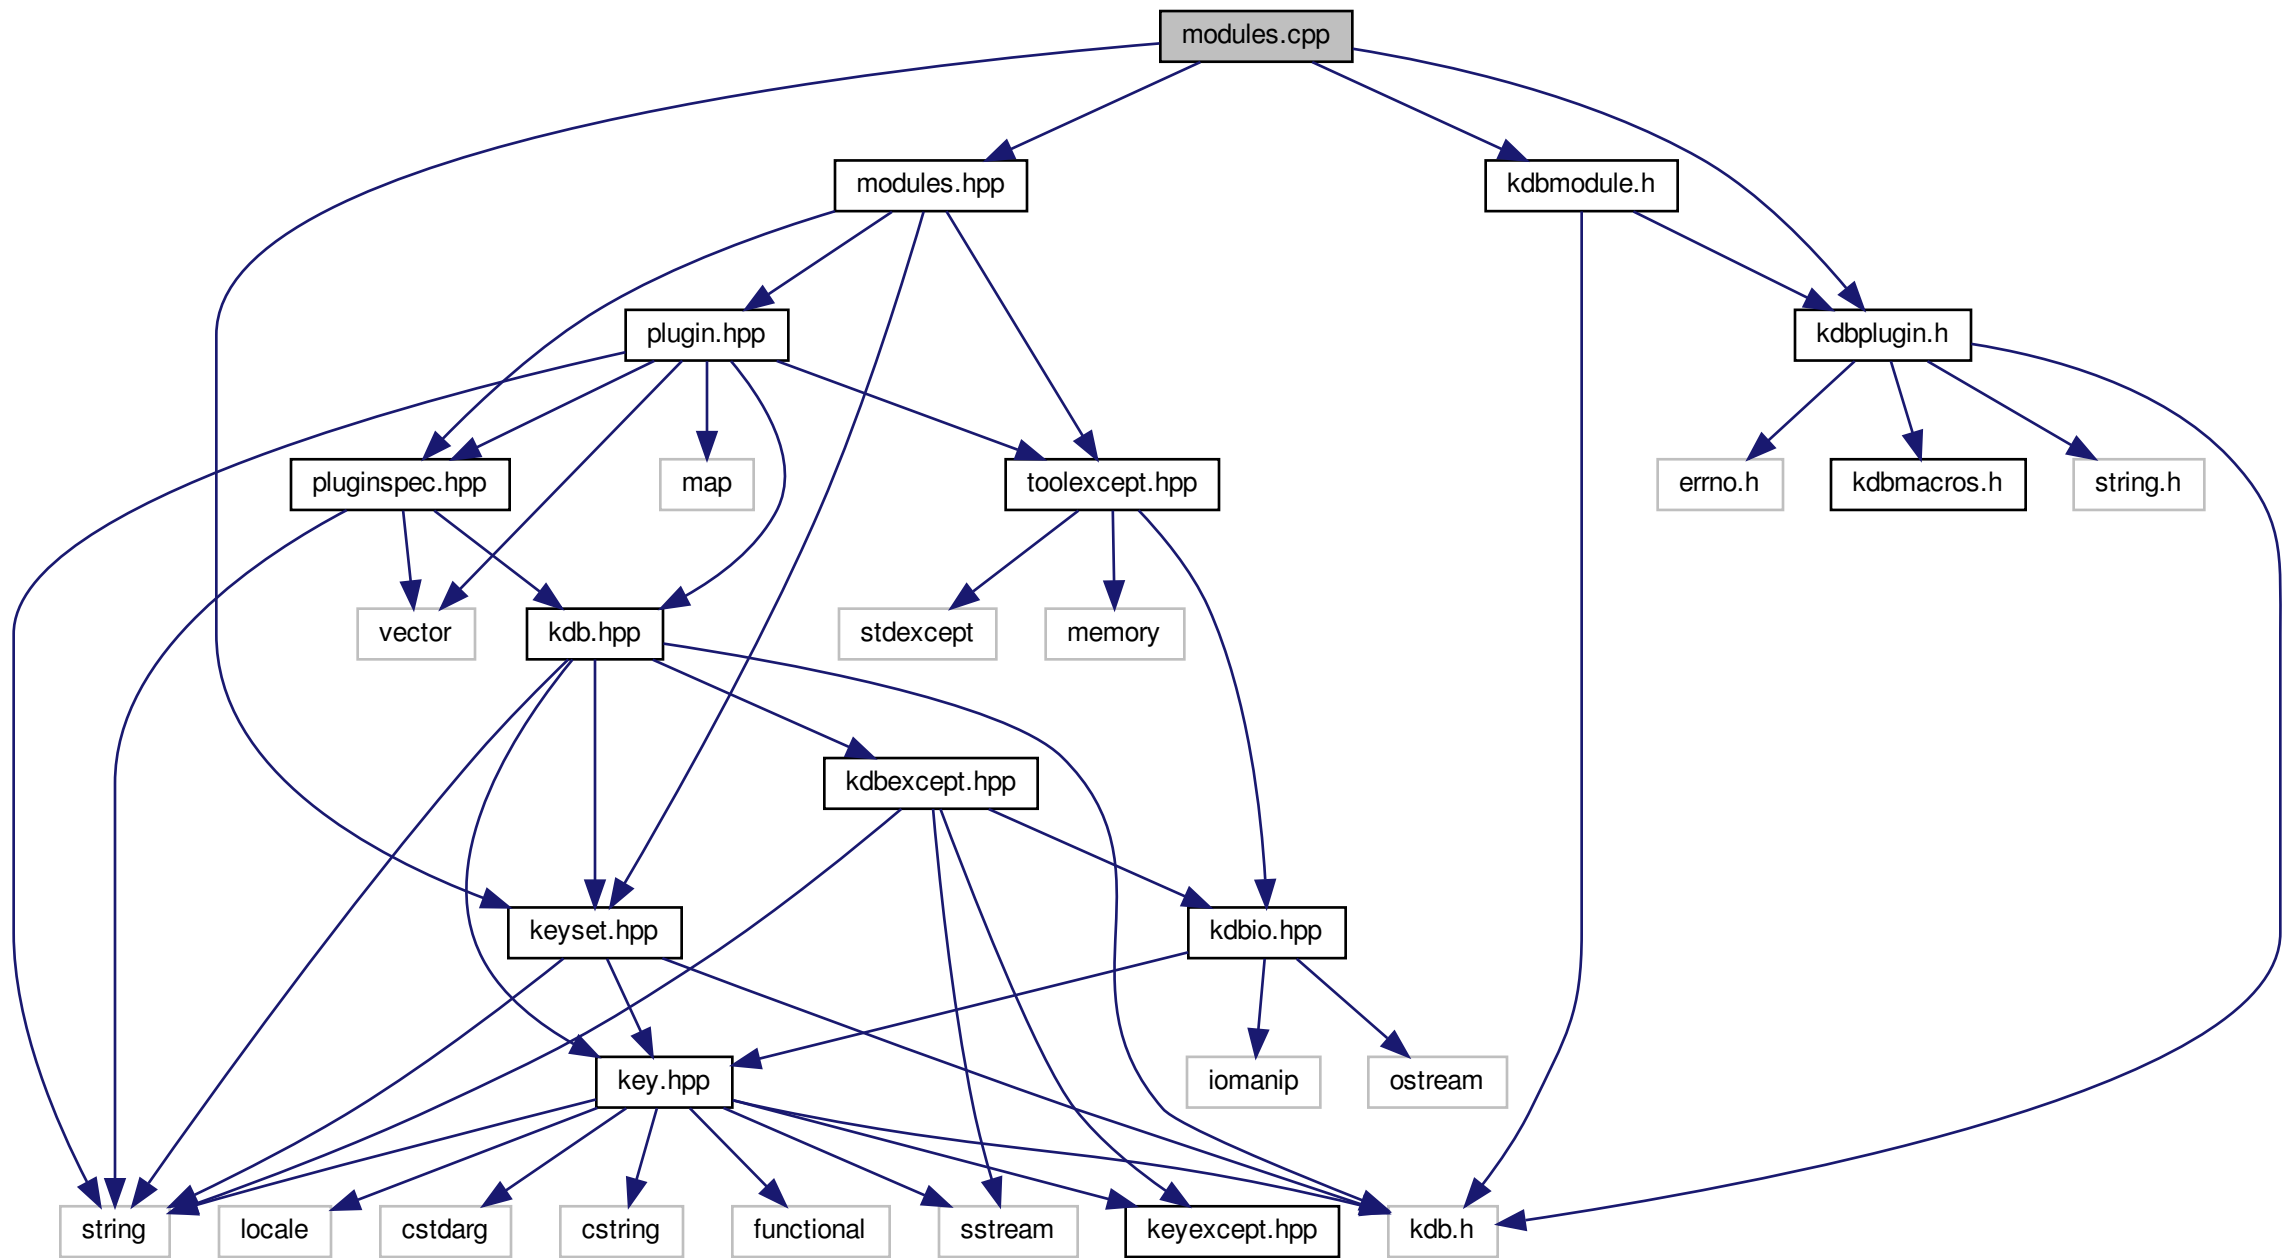 modules.cpp
modules.hpp
kdbmodule.h
plugin.hpp
kdbplugin.h
pluginspec.hpp
map
toolexcept.hpp
errno.h
kdbmacros.h
string.h
vector
kdb.hpp
stdexcept
memory
kdbexcept.hpp
keyset.hpp
kdbio.hpp
key.hpp
iomanip
ostream
string
locale
cstdarg
cstring
functional
sstream
keyexcept.hpp
kdb.h